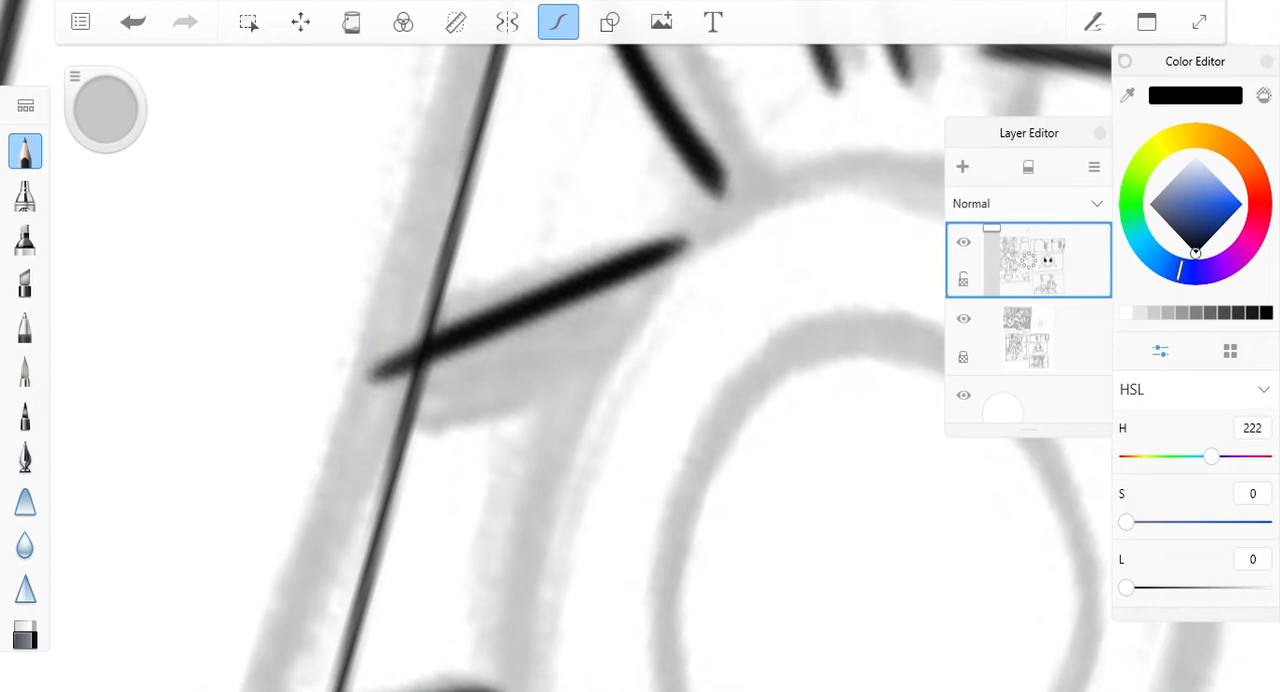 T
Color Editor
Layer Editor
Normal
HSL
H 222
S 0
L 0